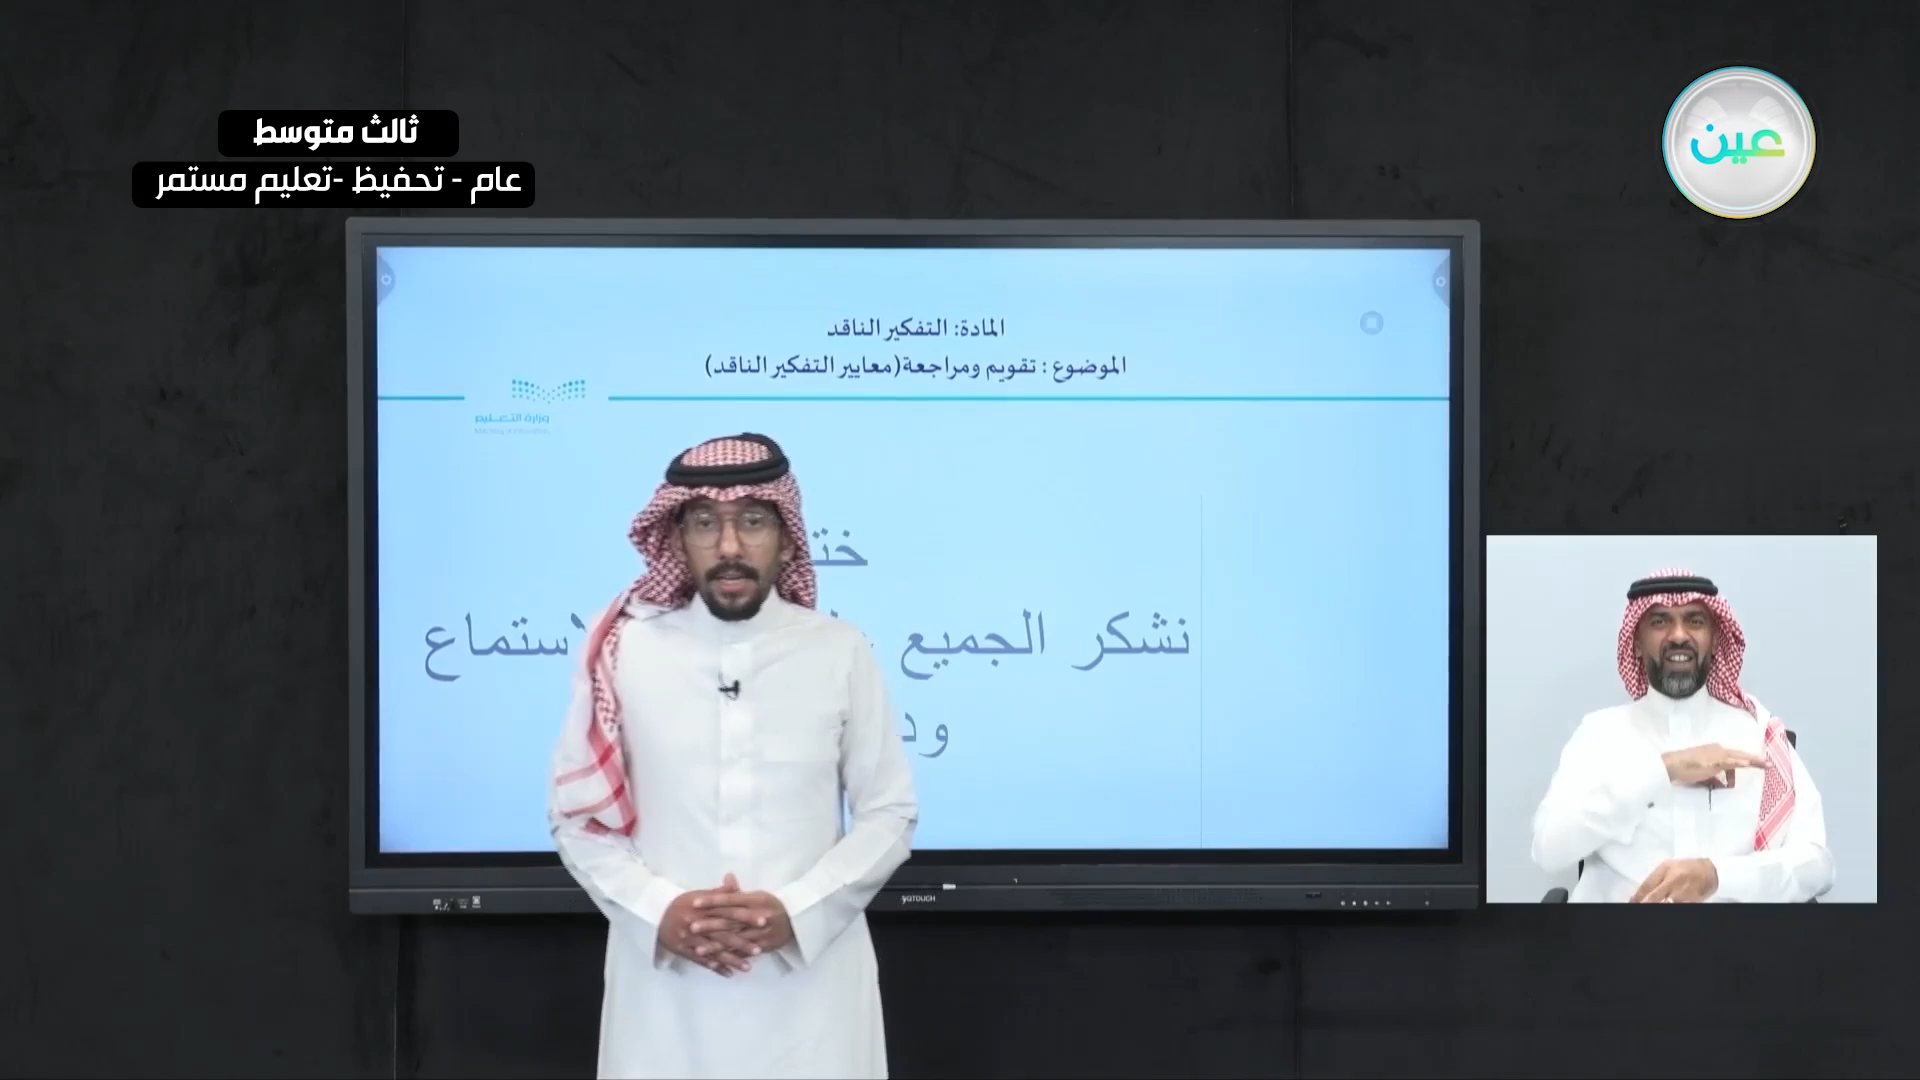 ثالث متوسط
عام - تحفيظ -تعليم مستمر
عين
المادة: التفكير الناقد
الموضوع : تقويم ومراجعة(معايير التفكير الناقد)
وزارة التعليم
نشكر الجميع